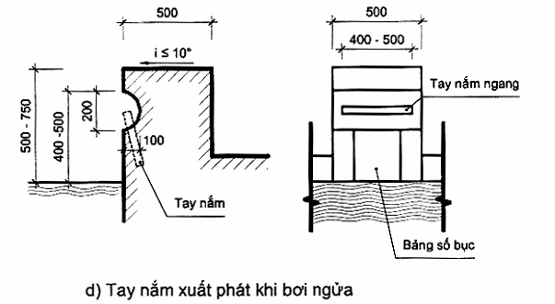 500
i ≤ 10°
500 - 750
400 -500
200
100
Tay nắm
500
400 - 500
Tay nắm ngang
Bảng số bục
d) Tay nắm xuất phát khi bơi ngửa